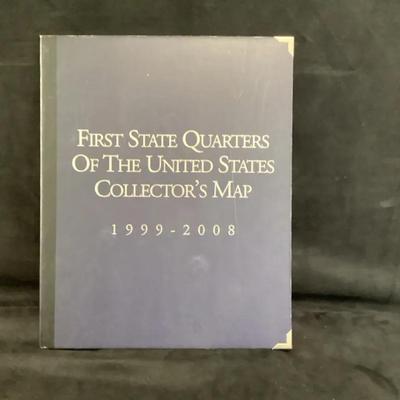 FIRST STATE QUARTERS
OF THE UNITED STATES
COLLECTOR'S MAP
1999-2008